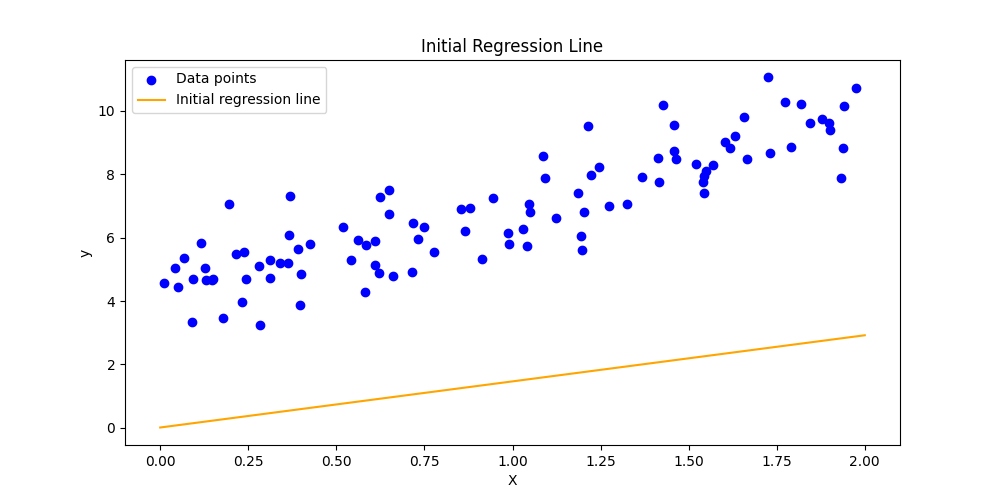 Initial Regression Line
Data points
Initial regression line
10
8
6
4
2
0
y
0.00 0.25 0.50 0.75 1.00 1.25 1.50 1.75 2.00
X